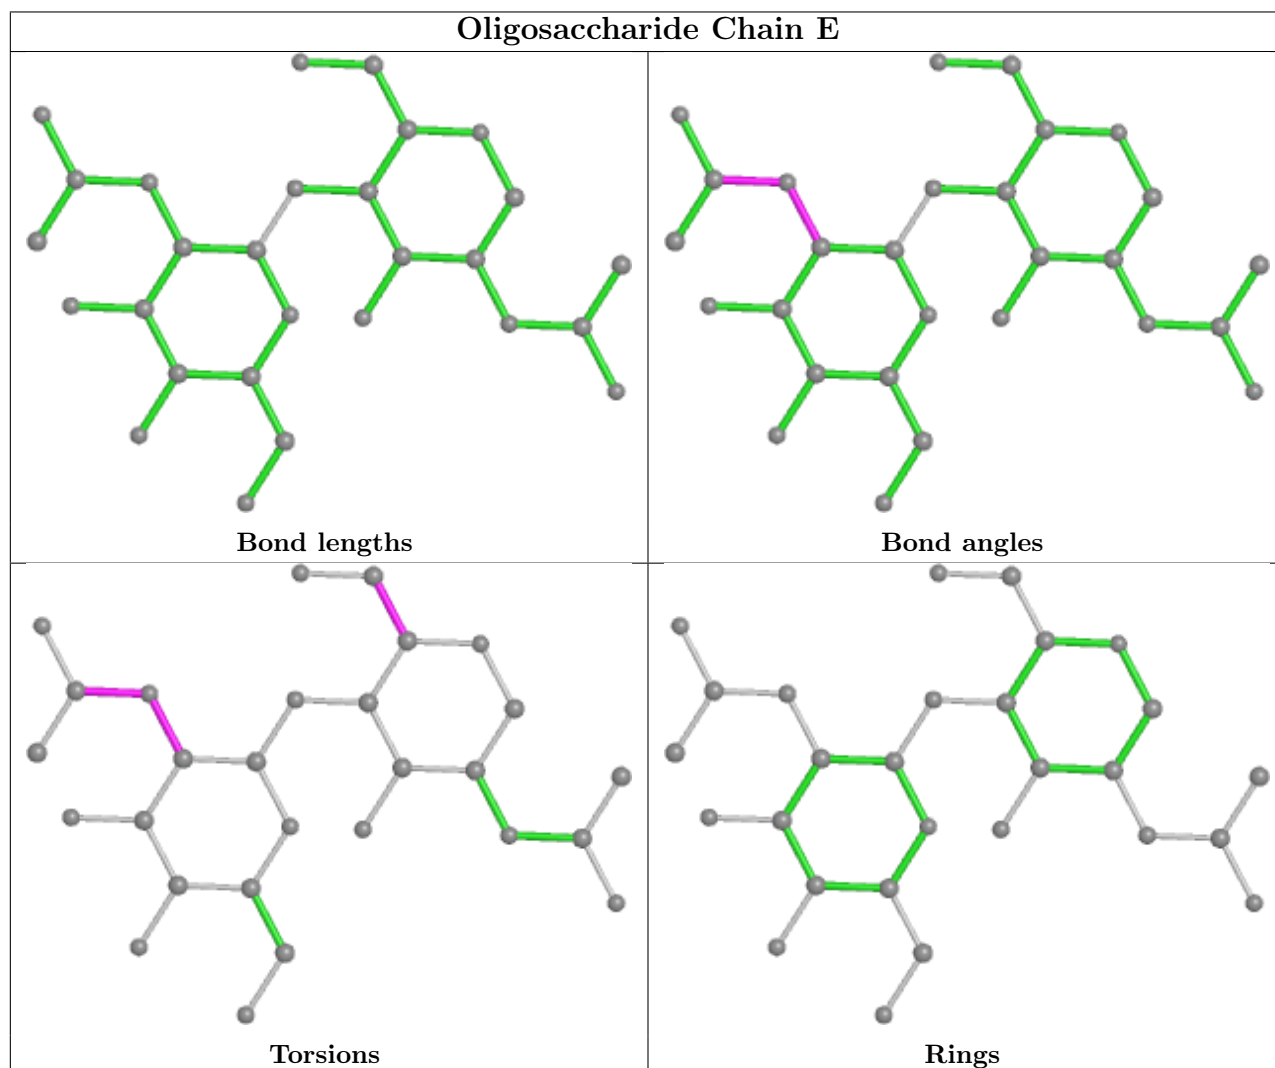 Oligosaccharide Chain E
Bond lengths
Bond angles
Torsions
Rings